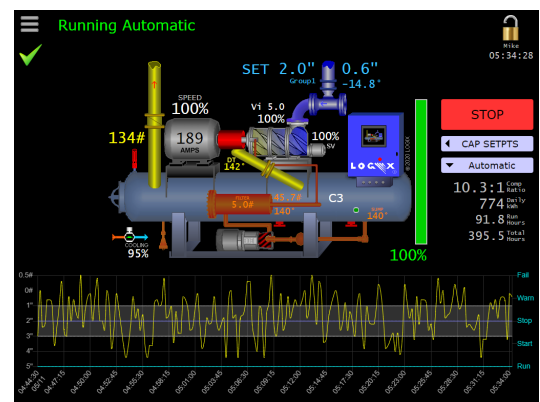 Running Automatic
Mike
05:34:28
SET 2.0" 0.6"
Group1 -14.8°
SPEED
100%
Vi 5.0
100%
134#
189
AMPS
100%
SV
DT
142°
LOGiX
©2020 LOGIX
STOP
CAP SETPTS
Automatic
10.3:1 Comp Ratio
774 Daily kWh
91.8 Run Hours
395.5 Total Hours
FILTER
5.0#
45.7#
140°
C3
140°
COOLING
95%
100%
0.5#
0#
1"
2"
3"
4"
5"
Fail
Warn
Stop
Start
Run
04:44:30
05/11
04:47:15
04:50:00
04:52:45
04:55:30
04:58:15
05:01:00
05:03:45
05:06:30
05:09:15
05:12:00
05:14:45
05:17:30
05:20:15
05:23:00
05:25:45
05:28:30
05:31:15
05:34:00